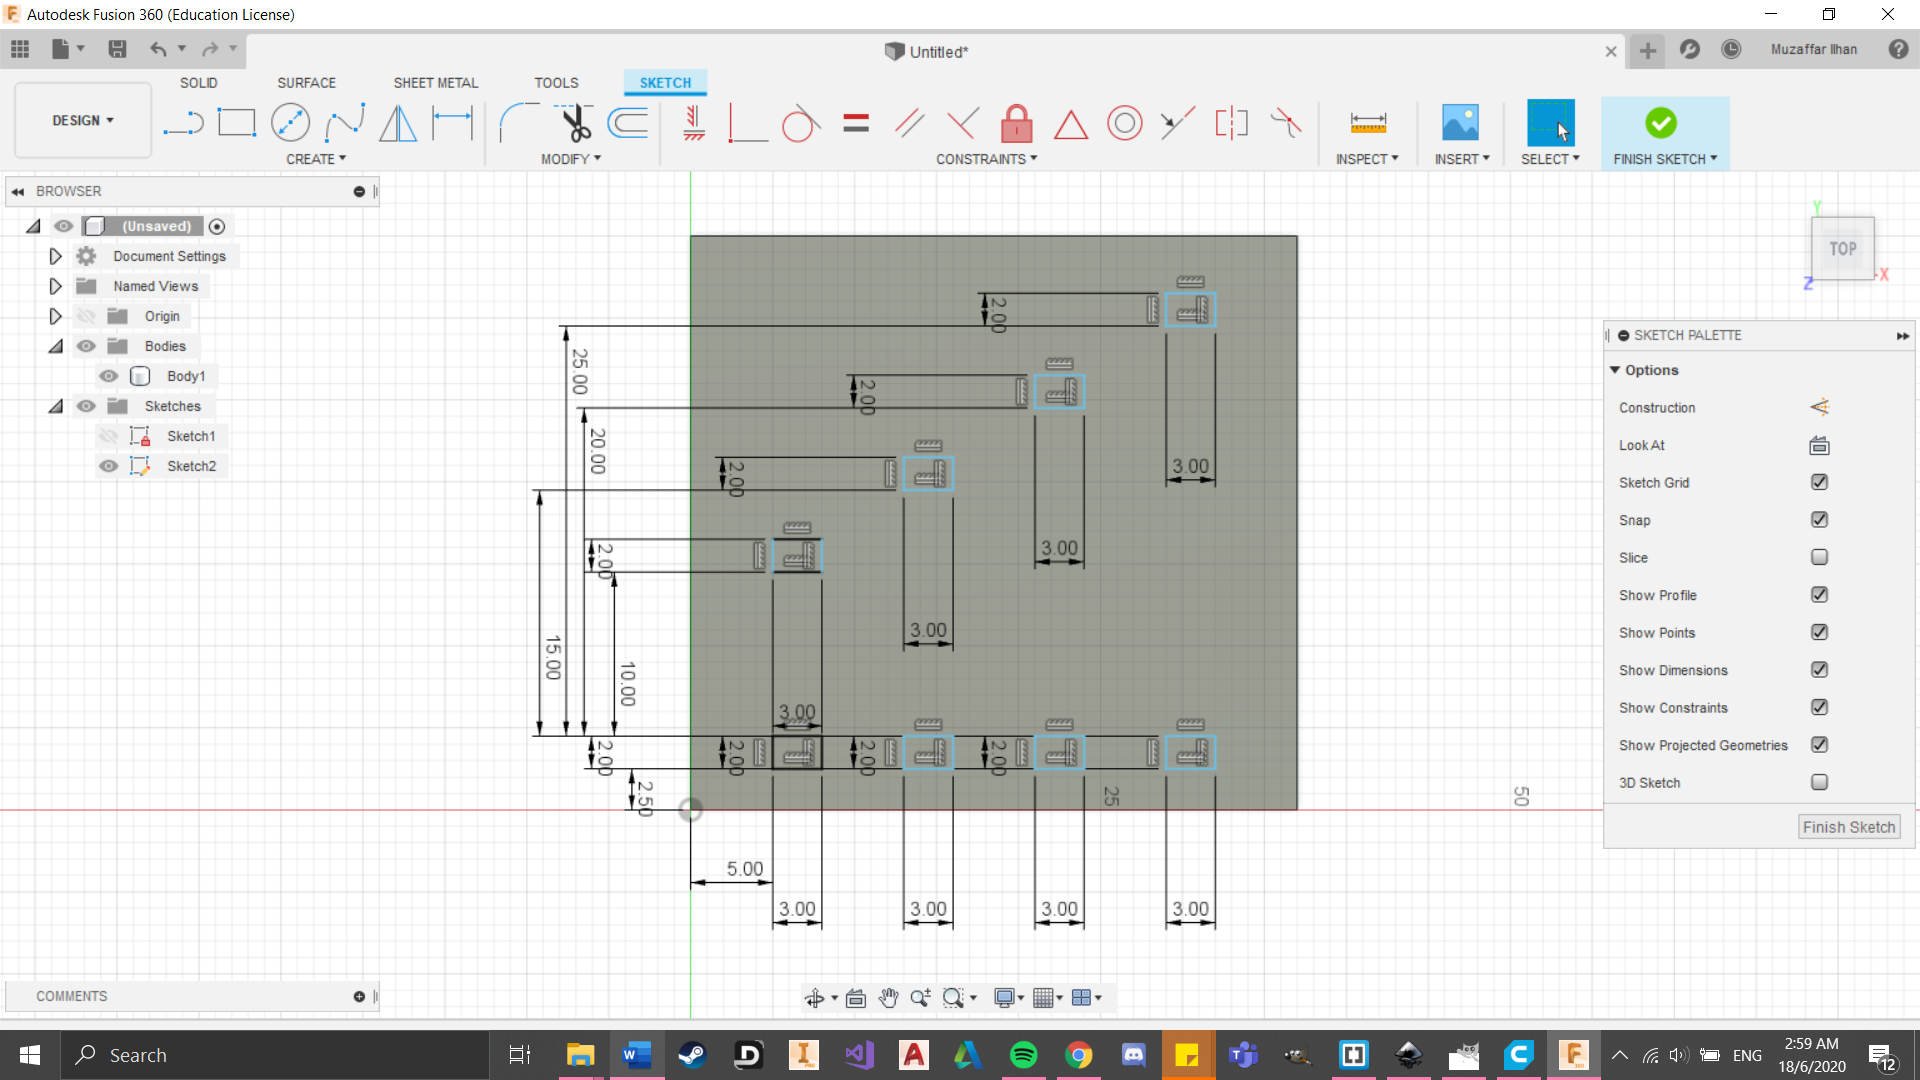 Autodesk Fusion 360 (Education License)
Untitled*
Muzaffar Ilhan
SOLID
SURFACE
SHEET METAL
TOOLS
SKETCH
DESIGN
CREATE
MODIFY
CONSTRAINTS
INSPECT
INSERT
SELECT
FINISH SKETCH
BROWSER
(Unsaved)
Document Settings
Named Views
Origin
Bodies
Body1
Sketches
Sketch1
Sketch2
Y
TOP
Z
X
SKETCH PALETTE
Options
Construction
Look At
Sketch Grid
Snap
Slice
Show Profile
Show Points
Show Dimensions
Show Constraints
Show Projected Geometries
3D Sketch
Finish Sketch
2.00
25.00
2.00
20.00
2.00
3.00
2.00
3.00
3.00
15.00
10.00
3.00
2.00
2.00
2.00
2.00
2.50
25
50
5.00
3.00
3.00
3.00
3.00
COMMENTS
Search
ENG
2:59 AM
18/6/2020
12